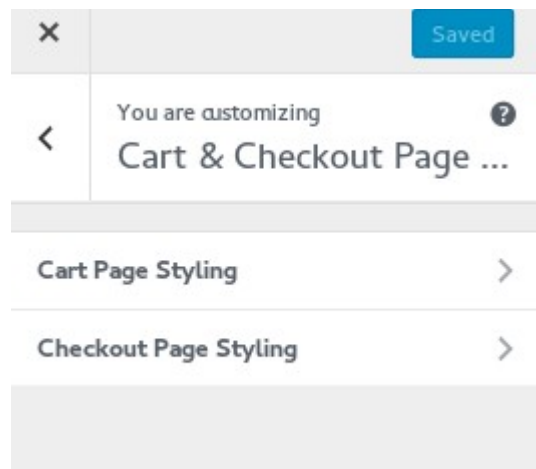 Saved
You are customizing
Cart & Checkout Page ...
Cart Page Styling
Checkout Page Styling